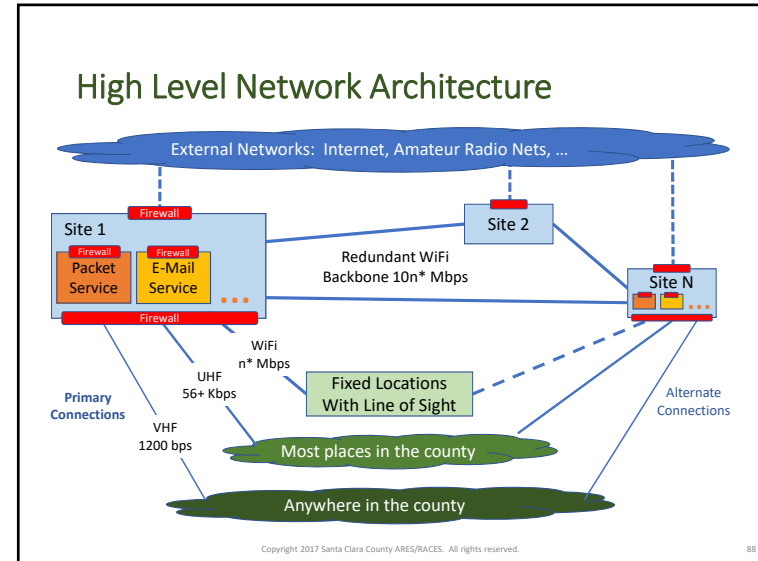 High Level Network Architecture
External Networks: Internet, Amateur Radio Nets, ...
Firewall
Site 1
Firewall
Firewall
Packet
Service
E-Mail
Service
...
Firewall
Site 2
Redundant WiFi
Backbone 10n* Mbps
Site N
...
WiFi
n* Mbps
UHF
56+ Kbps
Primary
Connections
VHF
1200 bps
Fixed Locations
With Line of Sight
Alternate
Connections
Most places in the county
Anywhere in the county
Copyright 2017 Santa Clara County ARES/RACES. All rights reserved.
88